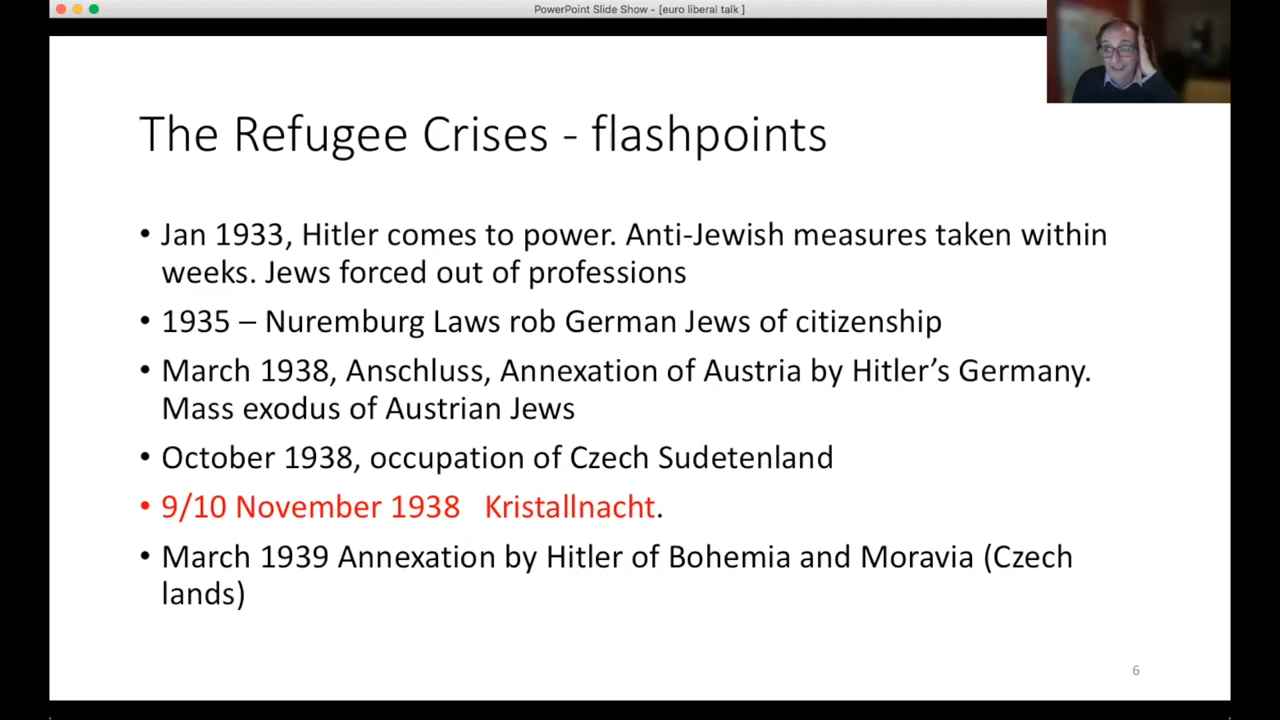 PowerPoint Slide Show - [euro liberal talk ]
The Refugee Crises - flashpoints
• Jan 1933, Hitler comes to power. Anti-Jewish measures taken within
weeks. Jews forced out of professions
• 1935 – Nuremburg Laws rob German Jews of citizenship
• March 1938, Anschluss, Annexation of Austria by Hitler’s Germany.
Mass exodus of Austrian Jews
• October 1938, occupation of Czech Sudetenland
• 9/10 November 1938   Kristallnacht.
• March 1939 Annexation by Hitler of Bohemia and Moravia (Czech
lands)
6